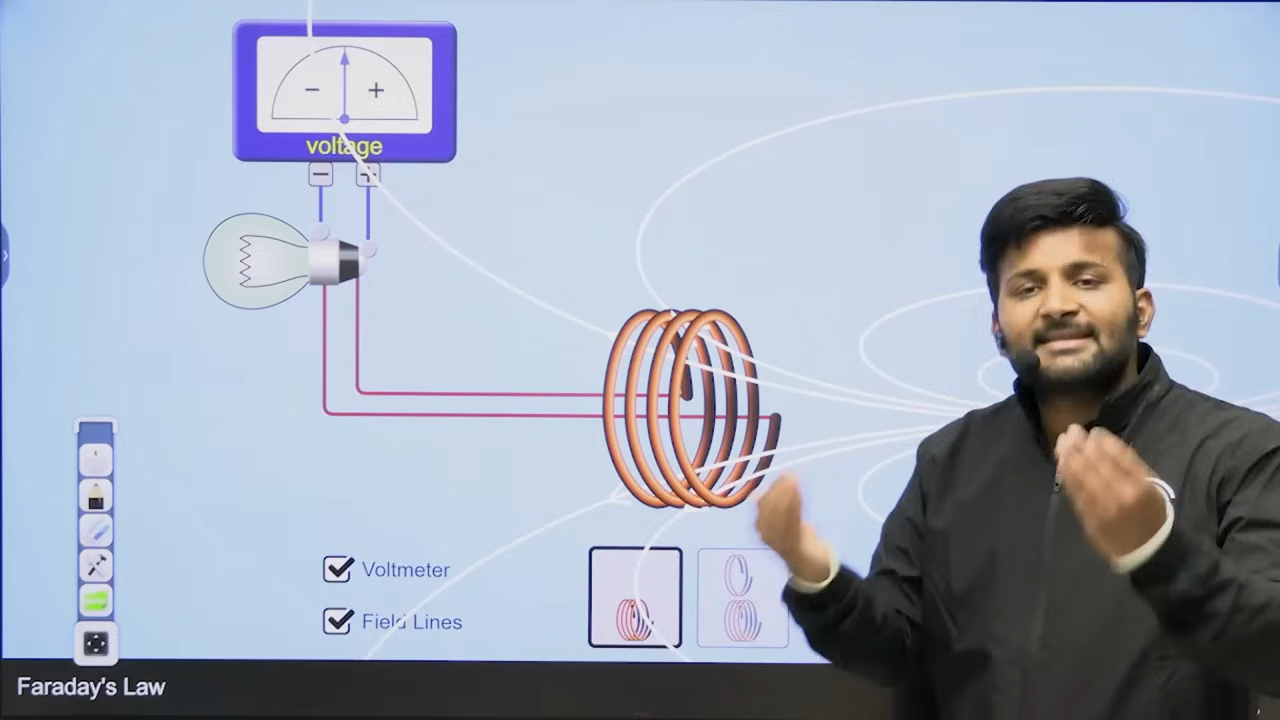 − +
voltage
− +
Voltmeter
Field Lines
Faraday's Law